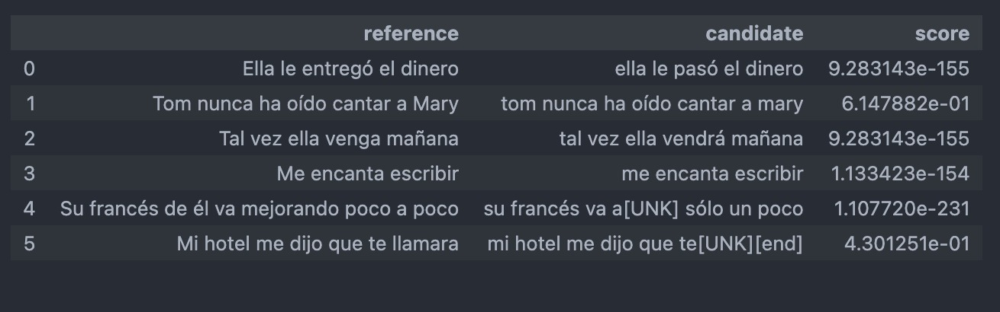 reference candidate score
0 Ella le entregó el dinero ella le pasó el dinero 9.283143e-155
1 Tom nunca ha oído cantar a Mary tom nunca ha oído cantar a mary 6.147882e-01
2 Tal vez ella venga mañana tal vez ella vendrá mañana 9.283143e-155
3 Me encanta escribir me encanta escribir 1.133423e-154
4 Su francés de él va mejorando poco a poco su francés va a[UNK] sólo un poco 1.107720e-231
5 Mi hotel me dijo que te llamara mi hotel me dijo que te[UNK][end] 4.301251e-01